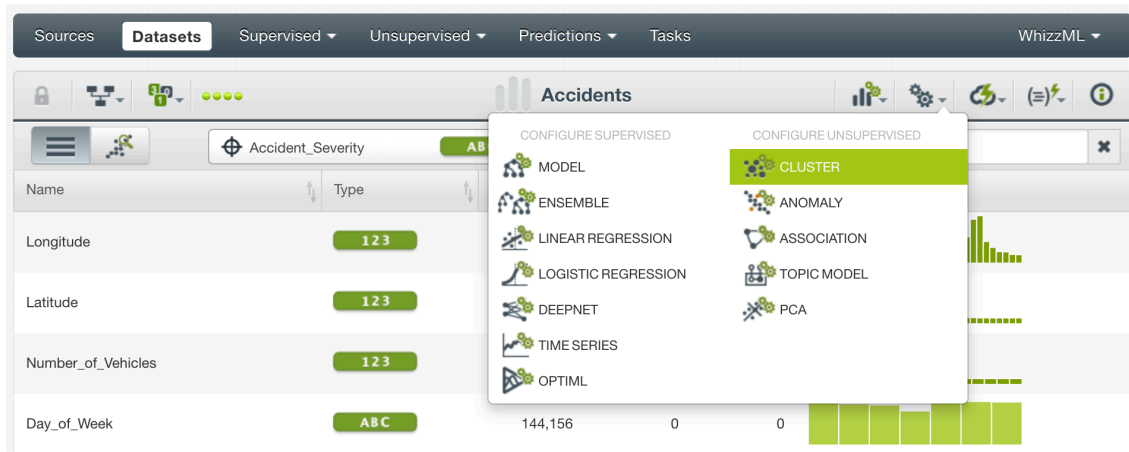 Sources Datasets Supervised Unsupervised Predictions Tasks WhizzML
Accidents
Accident_Severity
CONFIGURE SUPERVISED CONFIGURE UNSUPERVISED
MODEL CLUSTER
ENSEMBLE ANOMALY
LINEAR REGRESSION ASSOCIATION
LOGISTIC REGRESSION TOPIC MODEL
DEEPNET PCA
TIME SERIES
OPTIML
Name Type
Longitude 123
Latitude 123
Number_of_Vehicles 123
Day_of_Week ABC 144,156 0 0